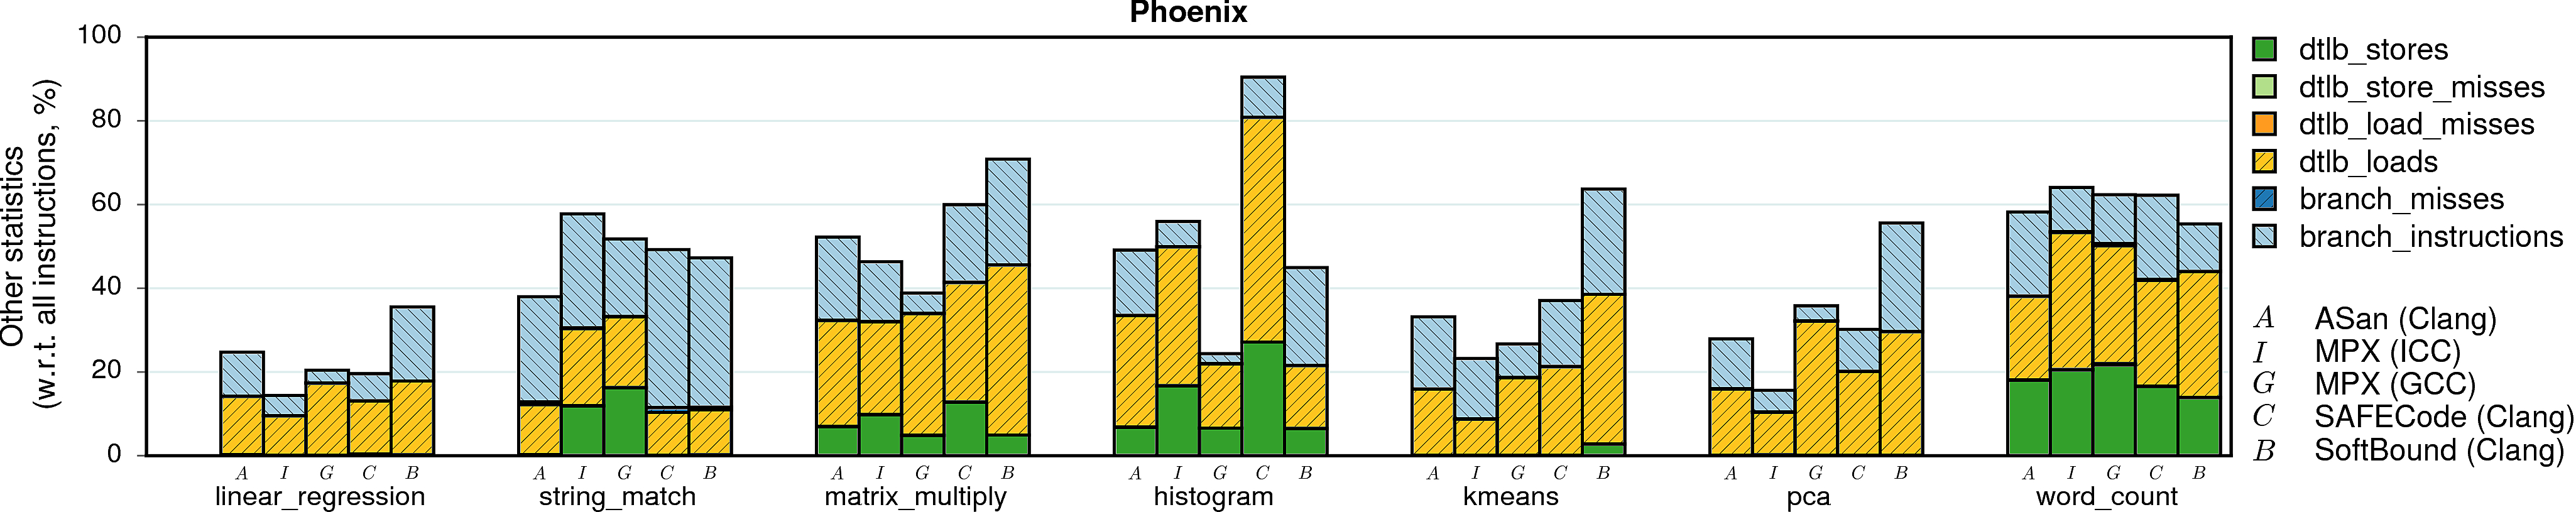 Phoenix
Other statistics
(w.r.t. all instructions, %)
100
80
60
40
20
0
A I G C B
A I G C B
A I G C B
A I G C B
A I G C B
A I G C B
A I G C B
linear_regression
string_match
matrix_multiply
histogram
kmeans
pca
word_count
dtlb_stores
dtlb_store_misses
dtlb_load_misses
dtlb_loads
branch_misses
branch_instructions
A ASan (Clang)
I MPX (ICC)
G MPX (GCC)
C SAFECode (Clang)
B SoftBound (Clang)